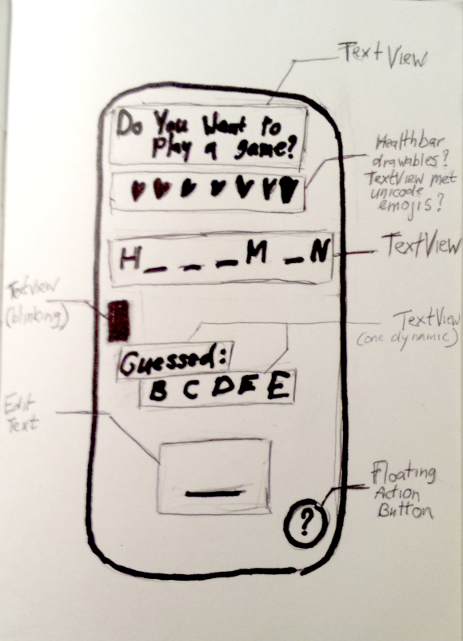 TextView
Do You Want to
Play a game?
Healthbar
drawables?
TextView met
unicode
emojis?
H_ _ _ _ M _ N
TextView
TextView
(blinking)
TextView
(one dynamic)
Guessed:
B C D F E
Edit
Text
Floating
Action
Button
?